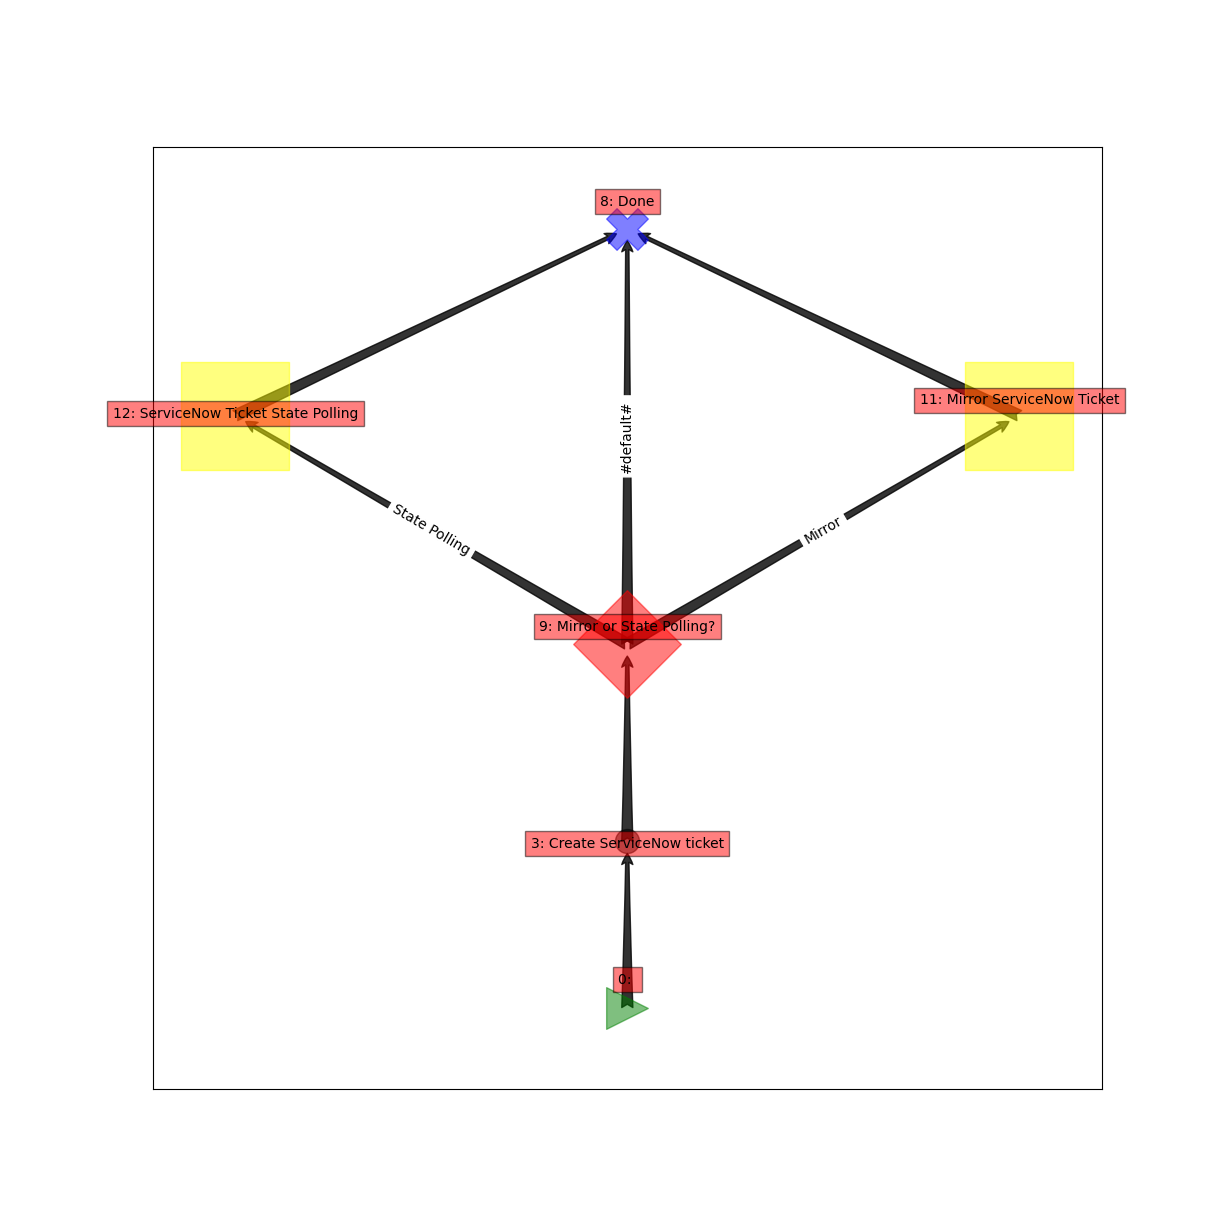 8: Done
11: Mirror ServiceNow Ticket
12: ServiceNow Ticket State Polling
#default#
State Polling
Mirror
9: Mirror or State Polling?
3: Create ServiceNow ticket
0: